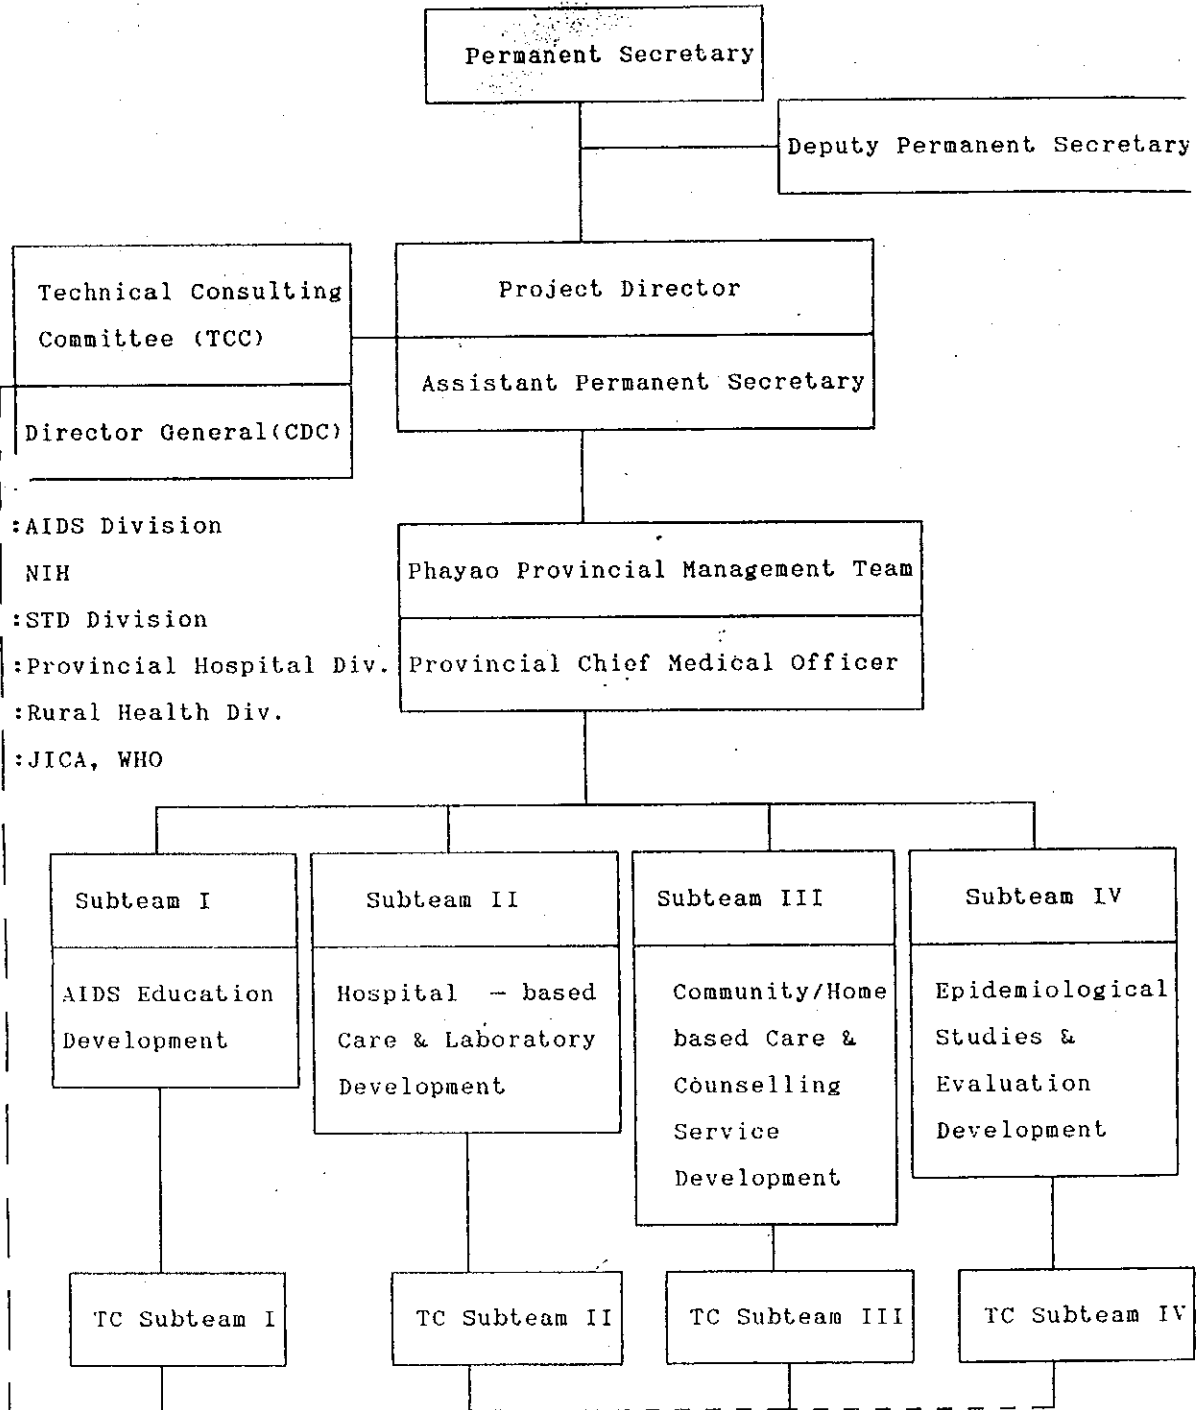 Permanent Secretary
Deputy Permanent Secretary
Technical Consulting
Committee (TCC)
Director General(CDC)
Project Director
Assistant Permanent Secretary
:AIDS Division
NIH
:STD Division
:Provincial Hospital Div.
:Rural Health Div.
:JICA, WHO
Phayao Provincial Management Team
Provincial Chief Medical Officer
Subteam I
AIDS Education
Development
Subteam II
Hospital - based
Care & Laboratory
Development
Subteam III
Community/Home
based Care &
Counselling
Service
Development
Subteam IV
Epidemiological
Studies &
Evaluation
Development
TC Subteam I
TC Subteam II
TC Subteam III
TC Subteam IV